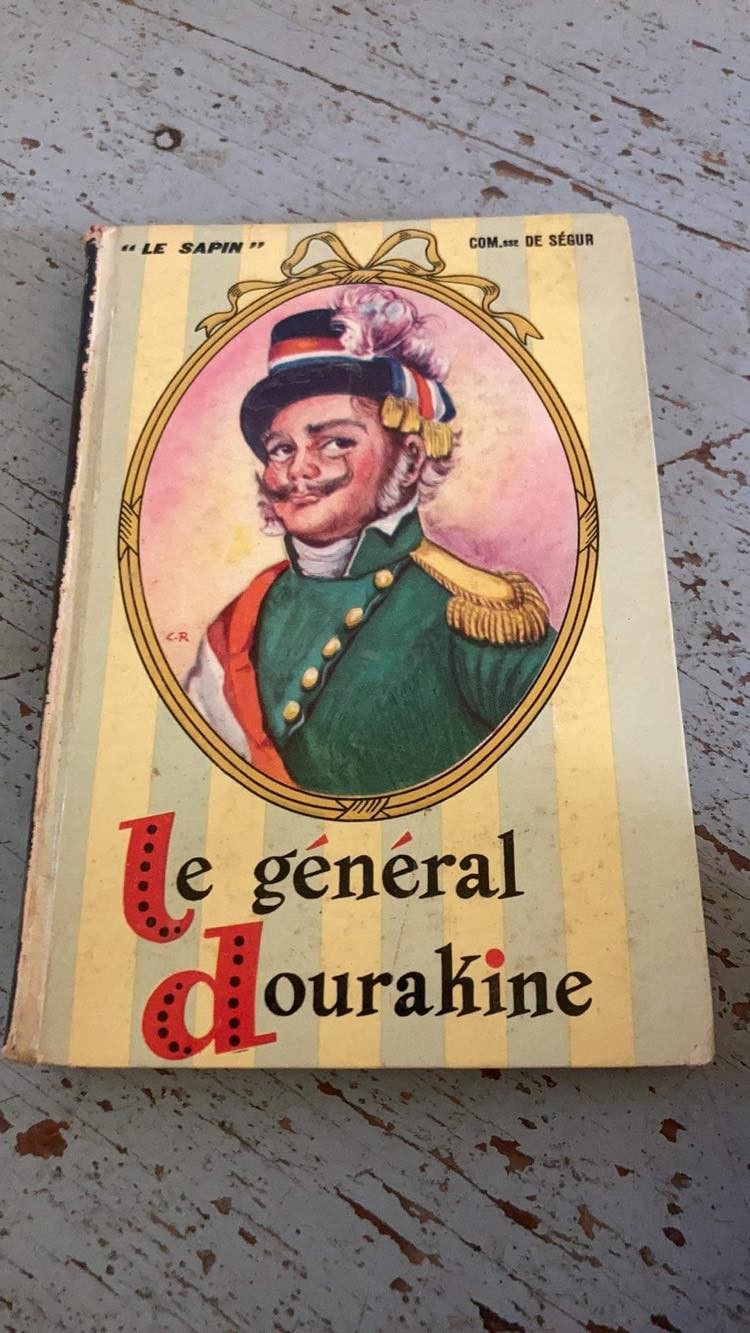 “ LE SAPIN ”
COM.sse DE SÉGUR
C.R
le général
dourakine